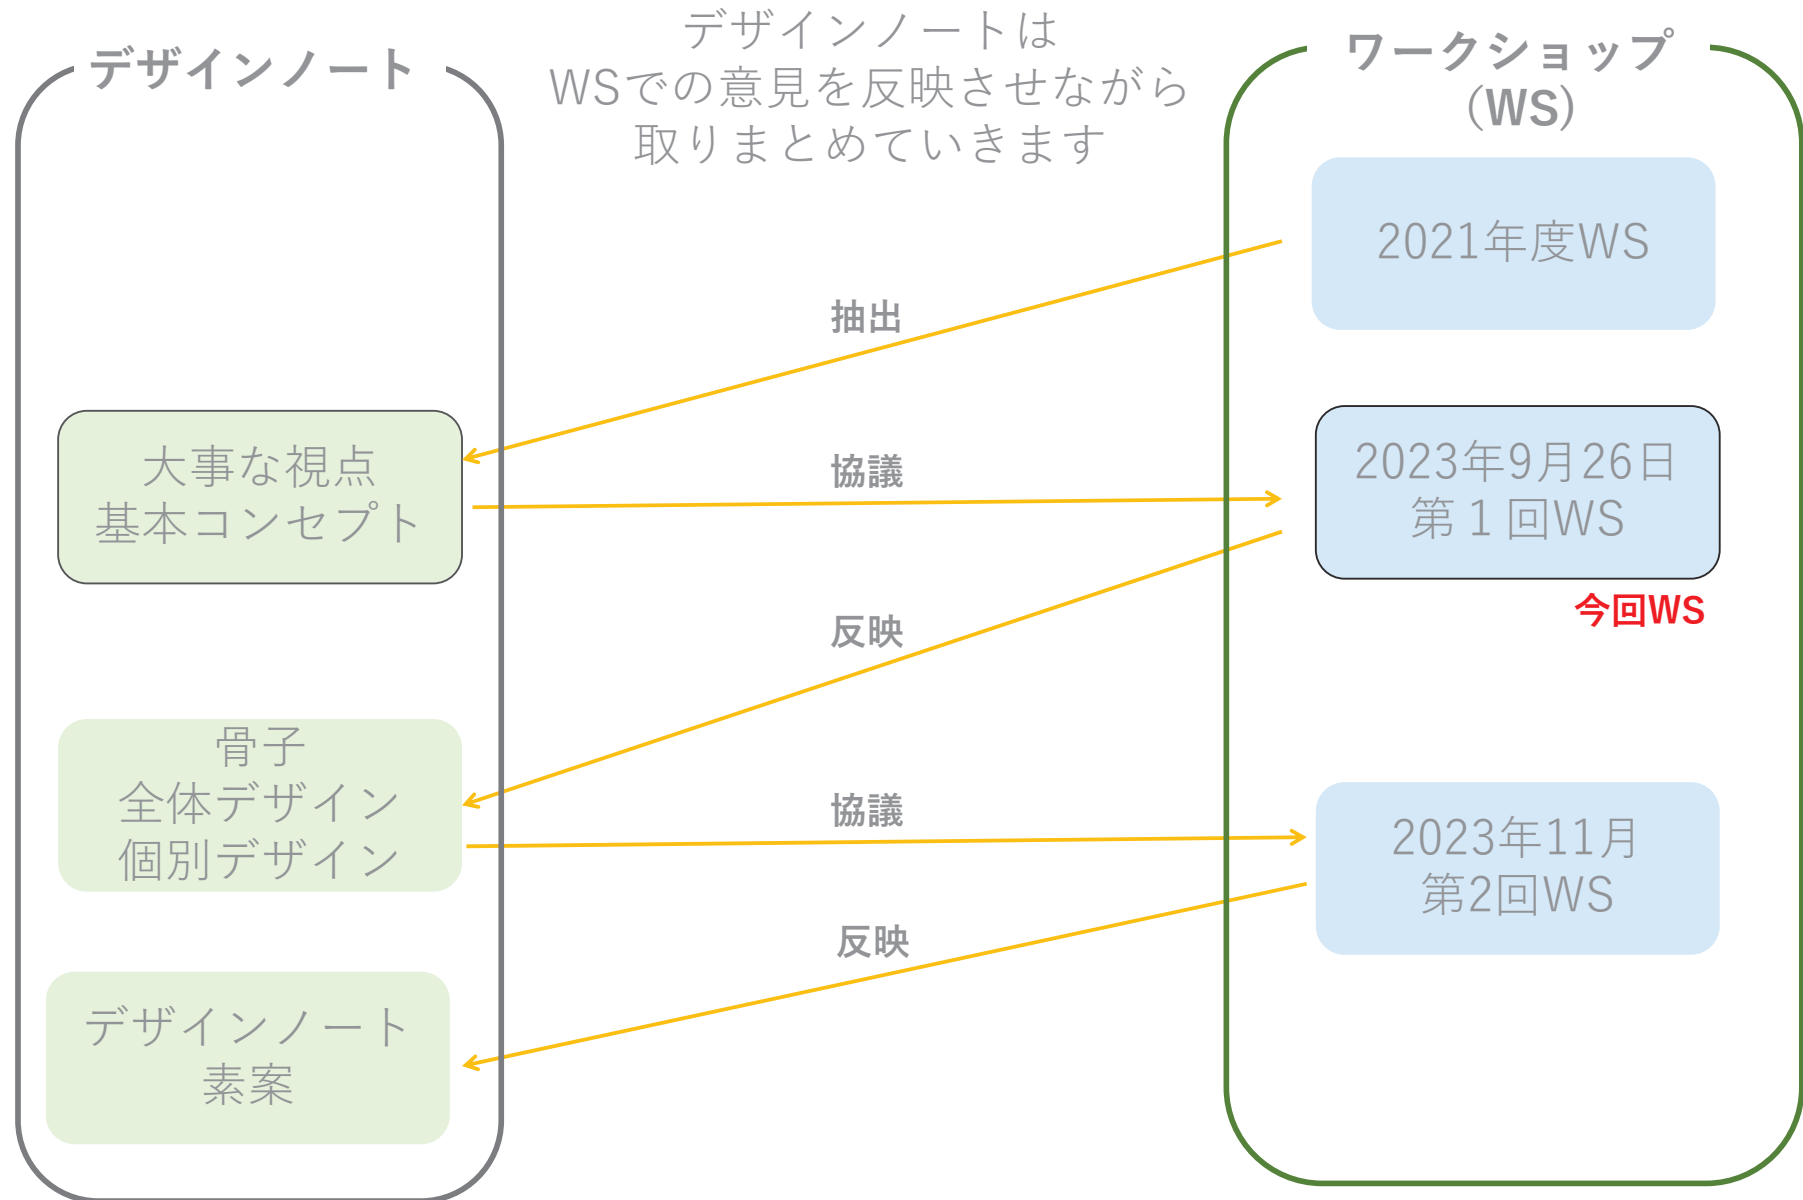 デザインノートは
WSでの意見を反映させながら
取りまとめていきます
デザインノート
ワークショップ
(WS)
2021年度WS
抽出
大事な視点
基本コンセプト
協議
2023年9月26日
第１回WS
今回WS
反映
骨子
全体デザイン
個別デザイン
協議
2023年11月
第2回WS
反映
デザインノート
素案